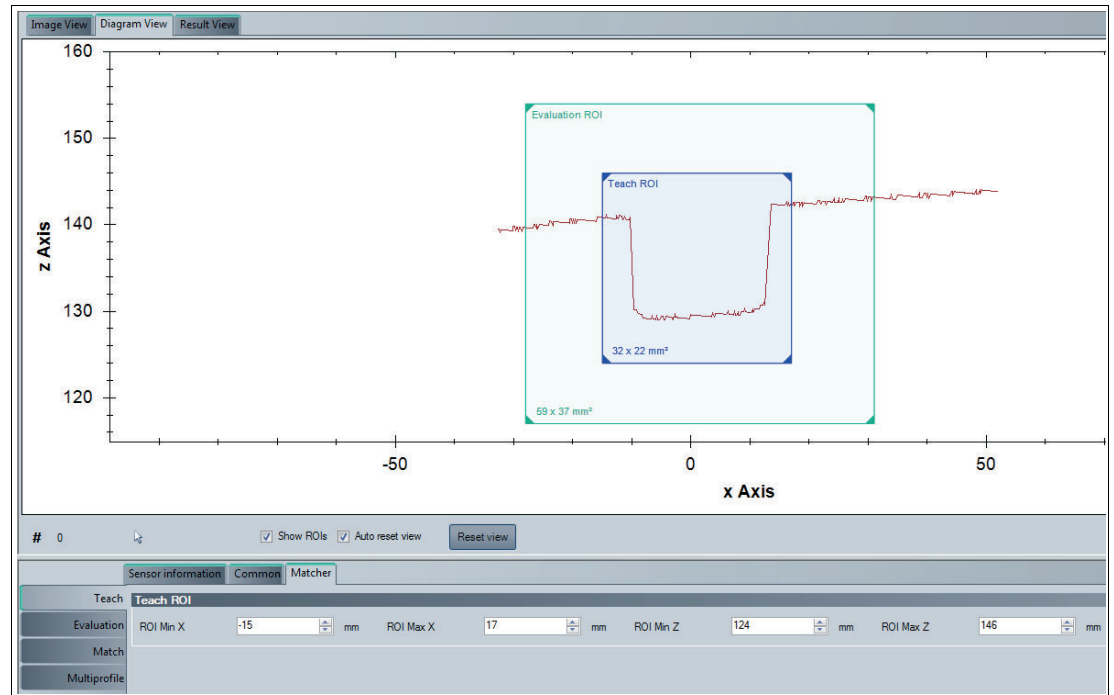 Image View Diagram View Result View
160
150
140
130
120
z Axis
Evaluation ROI
Teach ROI
32 x 22 mm²
59 x 37 mm²
-50 0 50
x Axis
# 0 Show ROIs Auto reset view Reset view
Sensor information Common Matcher
Teach Teach ROI
Evaluation ROI Min X -15 mm ROI Max X 17 mm ROI Min Z 124 mm ROI Max Z 146 mm
Match
Multiprofile